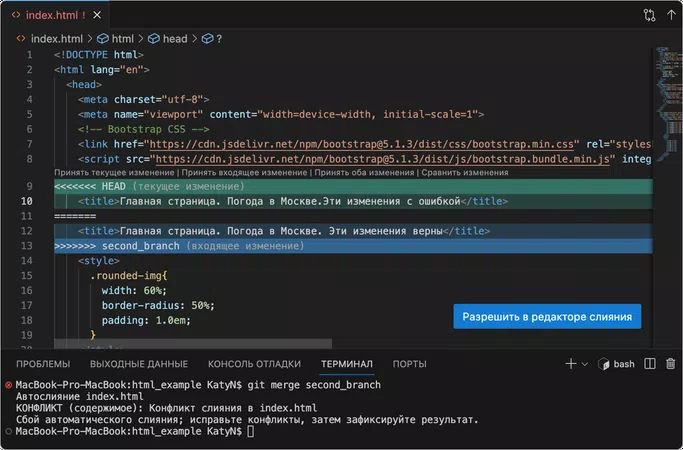 index.html !
index.html > html > head > ?
1 <!DOCTYPE html>
2 <html lang="en">
3 <head>
4 <meta charset="utf-8">
5 <meta name="viewport" content="width=device-width, initial-scale=1">
6 <!-- Bootstrap CSS -->
7 <link href="https://cdn.jsdelivr.net/npm/bootstrap@5.1.3/dist/css/bootstrap.min.css" rel="styles
8 <script src="https://cdn.jsdelivr.net/npm/bootstrap@5.1.3/dist/js/bootstrap.bundle.min.js" integ
Принять текущее изменение | Принять входящее изменение | Принять оба изменения | Сравнить изменения
9 <<<<<<< HEAD (текущее изменение)
10 <title>Главная страница. Погода в Москве.Эти изменения с ошибкой</title>
11 =======
12 <title>Главная страница. Погода в Москве. Эти изменения верны</title>
13 >>>>>>> second_branch (входящее изменение)
14 <style>
15 .rounded-img{
16 width: 60%;
17 border-radius: 50%;
18 padding: 1.0em;
19 }
Разрешить в редакторе слияния
ПРОБЛЕМЫ ВЫХОДНЫЕ ДАННЫЕ КОНСОЛЬ ОТЛАДКИ ТЕРМИНАЛ ПОРТЫ bash
MacBook-Pro-MacBook:html_example KatyN$ git merge second_branch
Автослияние index.html
КОНФЛИКТ (содержимое): Конфликт слияния в index.html
Сбой автоматического слияния; исправьте конфликты, затем зафиксируйте результат.
MacBook-Pro-MacBook:html_example KatyN$